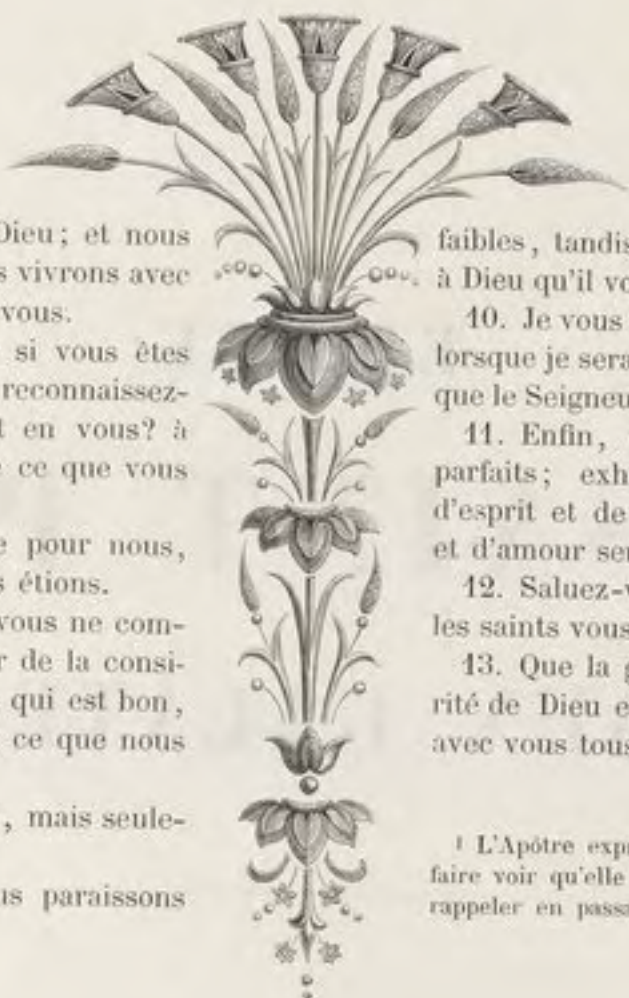 Dieu; et nous
s vivrons avec
vous.
si vous êtes
reconnaissez-
t en vous? à
e ce que vous
e pour nous,
s étions.
vous ne com-
r de la consi-
qui est bon,
ce que nous
, mais seule-
us paraissons
faibles, tandis
à Dieu qu'il vo
10. Je vous
lorsque je sera
que le Seigneu
11. Enfin,
parfaits; exh
d'esprit et de
et d'amour ser
12. Saluez-v
les saints vous
13. Que la g
rité de Dieu e
avec vous tous
1 L'Apôtre expr
faire voir qu'elle
rappeler en passa